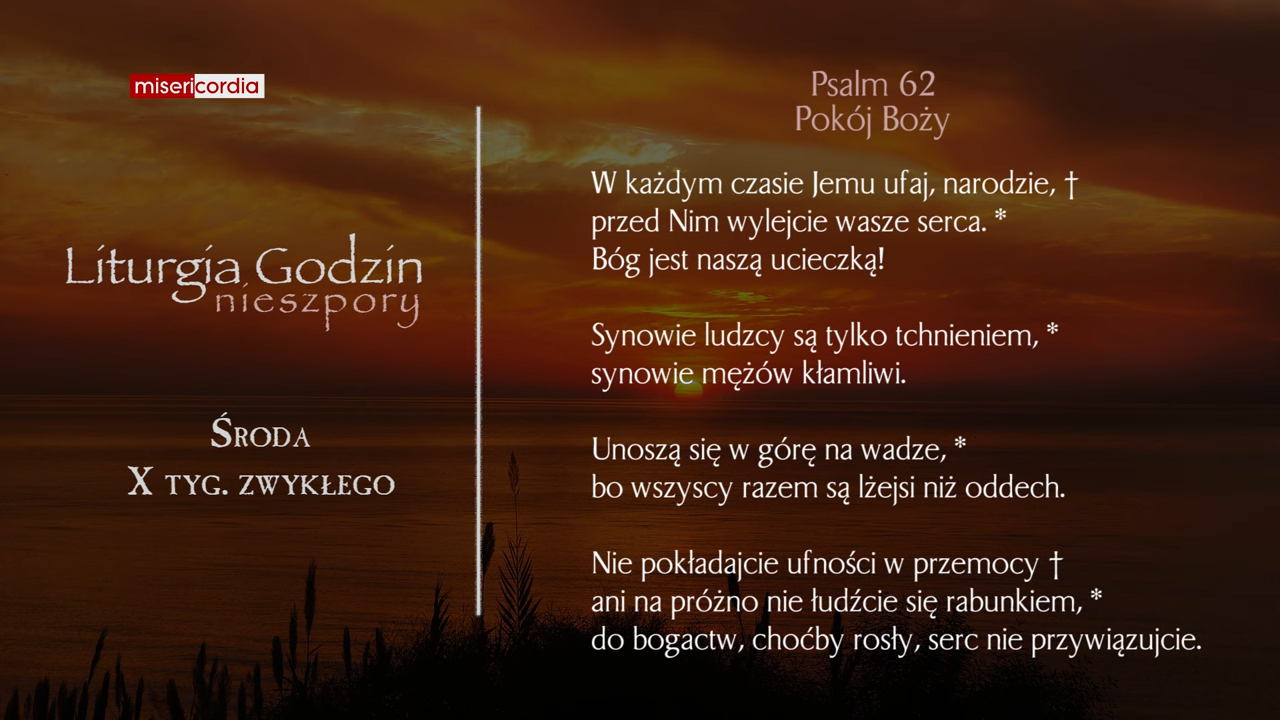 misericordia
Liturgia Godzin
nieszpory
Środa
X tyg. zwykłego
Psalm 62
Pokój Boży
W każdym czasie Jemu ufaj, narodzie, †
przed Nim wylejcie wasze serca. *
Bóg jest naszą ucieczką!
Synowie ludzcy są tylko tchnieniem, *
synowie mężów kłamliwi.
Unoszą się w górę na wadze, *
bo wszyscy razem są lżejsi niż oddech.
Nie pokładajcie ufności w przemocy †
ani na próżno nie łudźcie się rabunkiem, *
do bogactw, choćby rosły, serc nie przywiązujcie.